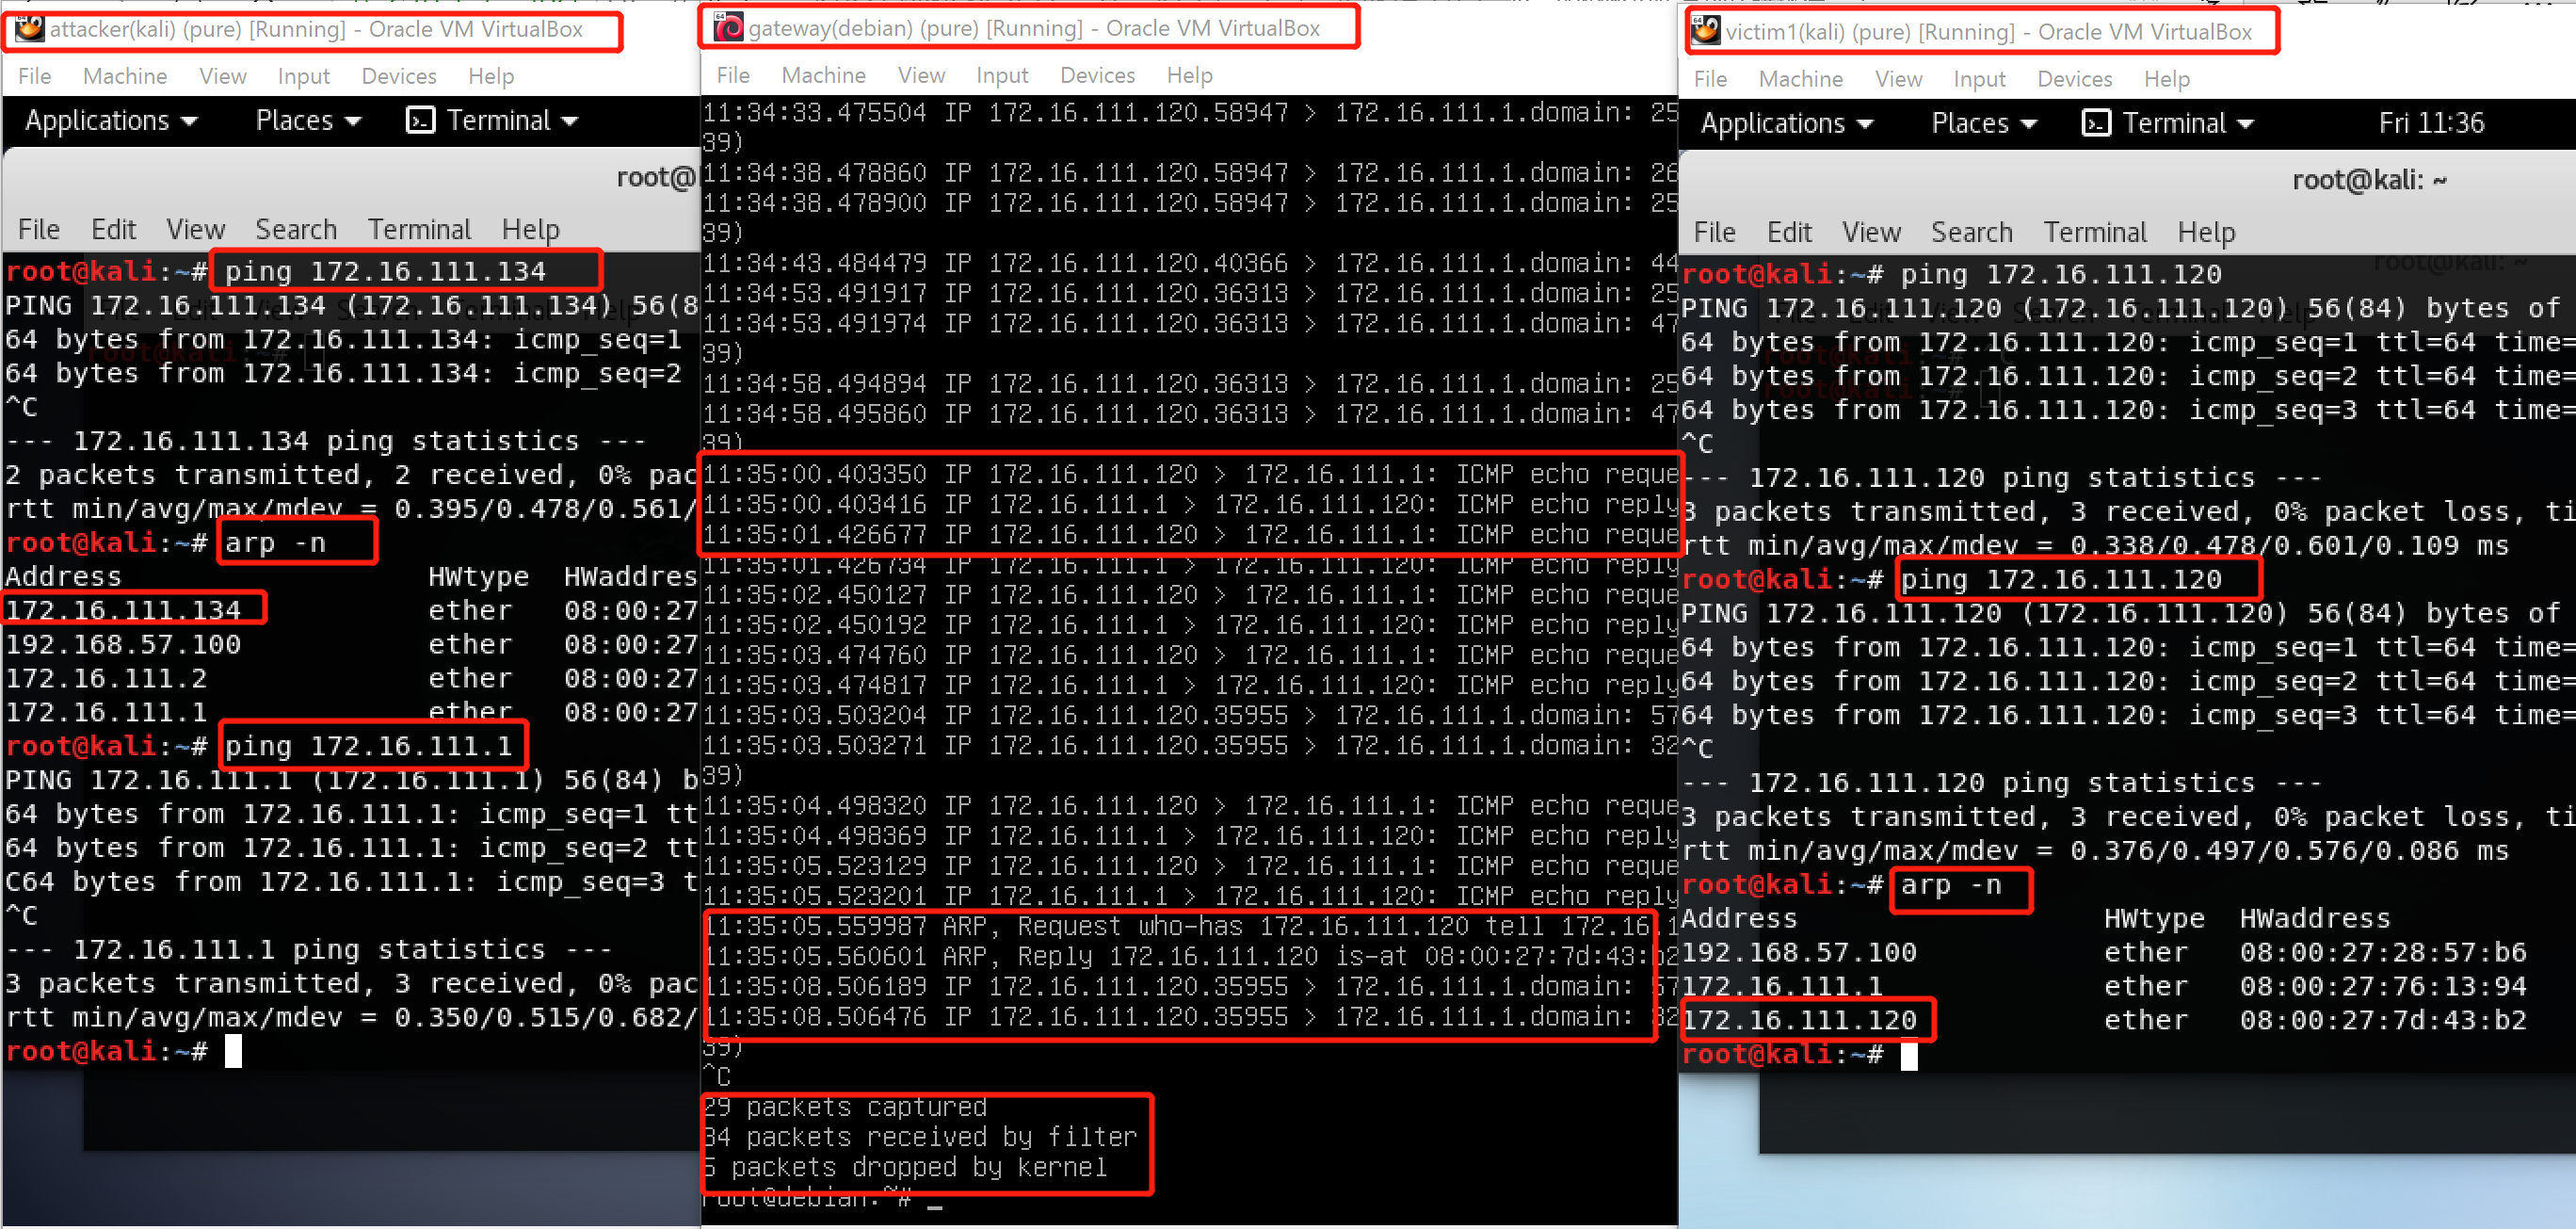 attacker(kali) (pure) [Running] - Oracle VM VirtualBox
File Machine View Input Devices Help
Applications Places Terminal
root@
File Edit View Search Terminal Help
root@kali:~# ping 172.16.111.134
PING 172.16.111.134 (172.16.111.134) 56(8
64 bytes from 172.16.111.134: icmp_seq=1
64 bytes from 172.16.111.134: icmp_seq=2
^C
--- 172.16.111.134 ping statistics ---
2 packets transmitted, 2 received, 0% pac
rtt min/avg/max/mdev = 0.395/0.478/0.561/
root@kali:~# arp -n
Address HWtype HWaddres
172.16.111.134 ether 08:00:27
192.168.57.100 ether 08:00:27
172.16.111.2 ether 08:00:27
172.16.111.1 ether 08:00:27
root@kali:~# ping 172.16.111.1
PING 172.16.111.1 (172.16.111.1) 56(84) b
64 bytes from 172.16.111.1: icmp_seq=1 tt
64 bytes from 172.16.111.1: icmp_seq=2 tt
C64 bytes from 172.16.111.1: icmp_seq=3 t
^C
--- 172.16.111.1 ping statistics ---
3 packets transmitted, 3 received, 0% pac
rtt min/avg/max/mdev = 0.350/0.515/0.682/
root@kali:~#
gateway(debian) (pure) [Running] - Oracle VM VirtualBox
File Machine View Input Devices Help
11:34:33.475504 IP 172.16.111.120.58947 > 172.16.111.1.domain: 25
39)
11:34:38.478860 IP 172.16.111.120.58947 > 172.16.111.1.domain: 26
11:34:38.478900 IP 172.16.111.120.58947 > 172.16.111.1.domain: 25
39)
11:34:43.484479 IP 172.16.111.120.40366 > 172.16.111.1.domain: 44
11:34:53.491917 IP 172.16.111.120.36313 > 172.16.111.1.domain: 25
11:34:53.491974 IP 172.16.111.120.36313 > 172.16.111.1.domain: 47
39)
11:34:58.494894 IP 172.16.111.120.36313 > 172.16.111.1.domain: 25
11:34:58.495860 IP 172.16.111.120.36313 > 172.16.111.1.domain: 47
39)
11:35:00.403350 IP 172.16.111.120 > 172.16.111.1: ICMP echo reque
11:35:00.403416 IP 172.16.111.1 > 172.16.111.120: ICMP echo reply
11:35:01.426677 IP 172.16.111.120 > 172.16.111.1: ICMP echo reque
11:35:01.426734 IP 172.16.111.1 > 172.16.111.120: ICMP echo reply
11:35:02.450127 IP 172.16.111.120 > 172.16.111.1: ICMP echo reque
11:35:02.450192 IP 172.16.111.1 > 172.16.111.120: ICMP echo reply
11:35:03.474760 IP 172.16.111.120 > 172.16.111.1: ICMP echo reque
11:35:03.474817 IP 172.16.111.1 > 172.16.111.120: ICMP echo reply
11:35:03.503204 IP 172.16.111.120.35955 > 172.16.111.1.domain: 57
11:35:03.503271 IP 172.16.111.120.35955 > 172.16.111.1.domain: 32
39)
11:35:04.498320 IP 172.16.111.120 > 172.16.111.1: ICMP echo reque
11:35:04.498369 IP 172.16.111.1 > 172.16.111.120: ICMP echo reply
11:35:05.523129 IP 172.16.111.120 > 172.16.111.1: ICMP echo reque
11:35:05.523201 IP 172.16.111.1 > 172.16.111.120: ICMP echo reply
11:35:05.559987 ARP, Request who-has 172.16.111.120 tell 172.16.1
11:35:05.560601 ARP, Reply 172.16.111.120 is-at 08:00:27:7d:43:b2
11:35:08.506189 IP 172.16.111.120.35955 > 172.16.111.1.domain: 57
11:35:08.506476 IP 172.16.111.120.35955 > 172.16.111.1.domain: 32
39)
^C
29 packets captured
34 packets received by filter
5 packets dropped by kernel
root@debian:~# _
victim1(kali) (pure) [Running] - Oracle VM VirtualBox
File Machine View Input Devices Help
Applications Places Terminal Fri 11:36
root@kali: ~
File Edit View Search Terminal Help
root@kali:~# ping 172.16.111.120
PING 172.16.111.120 (172.16.111.120) 56(84) bytes of
64 bytes from 172.16.111.120: icmp_seq=1 ttl=64 time=
64 bytes from 172.16.111.120: icmp_seq=2 ttl=64 time=
64 bytes from 172.16.111.120: icmp_seq=3 ttl=64 time=
^C
--- 172.16.111.120 ping statistics ---
3 packets transmitted, 3 received, 0% packet loss, ti
rtt min/avg/max/mdev = 0.338/0.478/0.601/0.109 ms
root@kali:~# ping 172.16.111.120
PING 172.16.111.120 (172.16.111.120) 56(84) bytes of
64 bytes from 172.16.111.120: icmp_seq=1 ttl=64 time=
64 bytes from 172.16.111.120: icmp_seq=2 ttl=64 time=
64 bytes from 172.16.111.120: icmp_seq=3 ttl=64 time=
^C
--- 172.16.111.120 ping statistics ---
3 packets transmitted, 3 received, 0% packet loss, ti
rtt min/avg/max/mdev = 0.376/0.497/0.576/0.086 ms
root@kali:~# arp -n
Address HWtype HWaddress
192.168.57.100 ether 08:00:27:28:57:b6
172.16.111.1 ether 08:00:27:76:13:94
172.16.111.120 ether 08:00:27:7d:43:b2
root@kali:~#